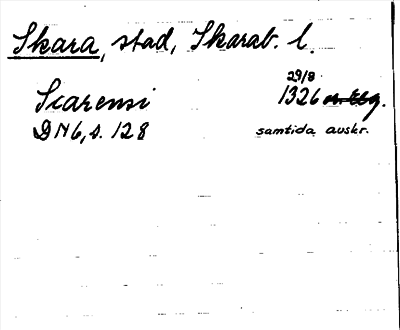 Skara, stad, Skarab. l.
29/8
Scarensi 1326
DN6, s. 128 samtida avskr.